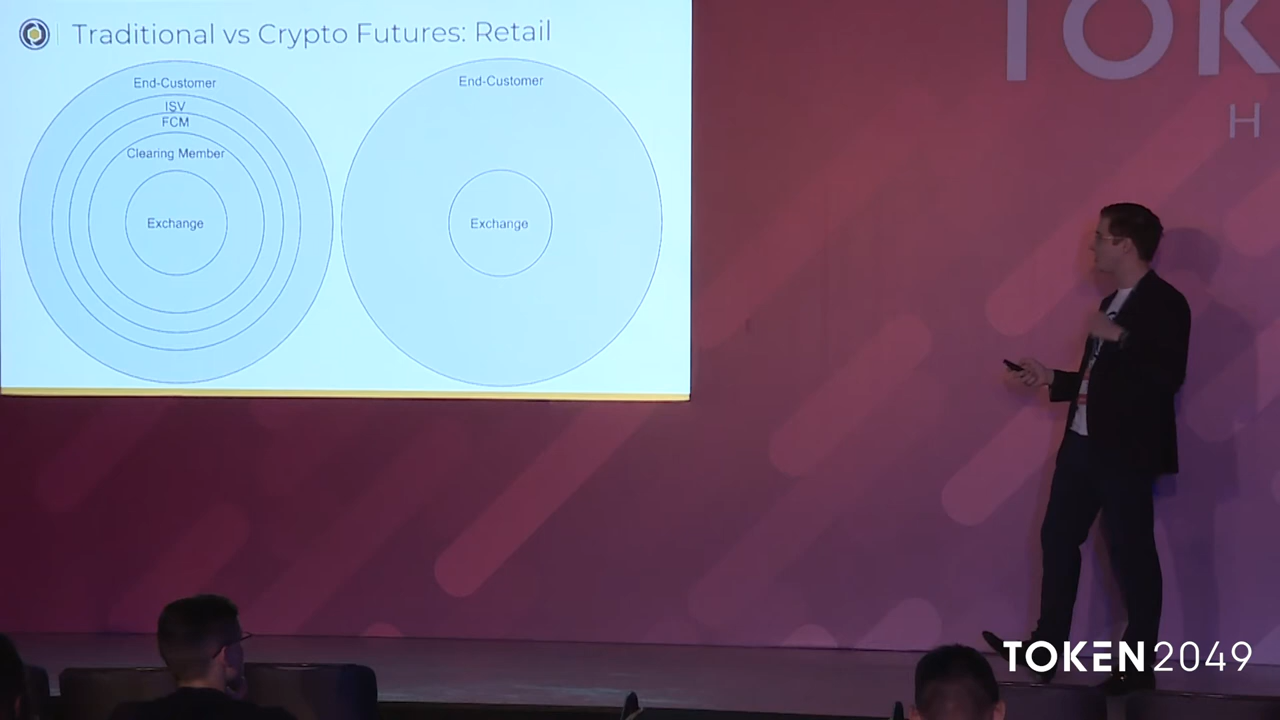 Traditional vs Crypto Futures: Retail
End-Customer
ISV
FCM
Clearing Member
Exchange
End-Customer
Exchange
TOK
H
TOKEN2049